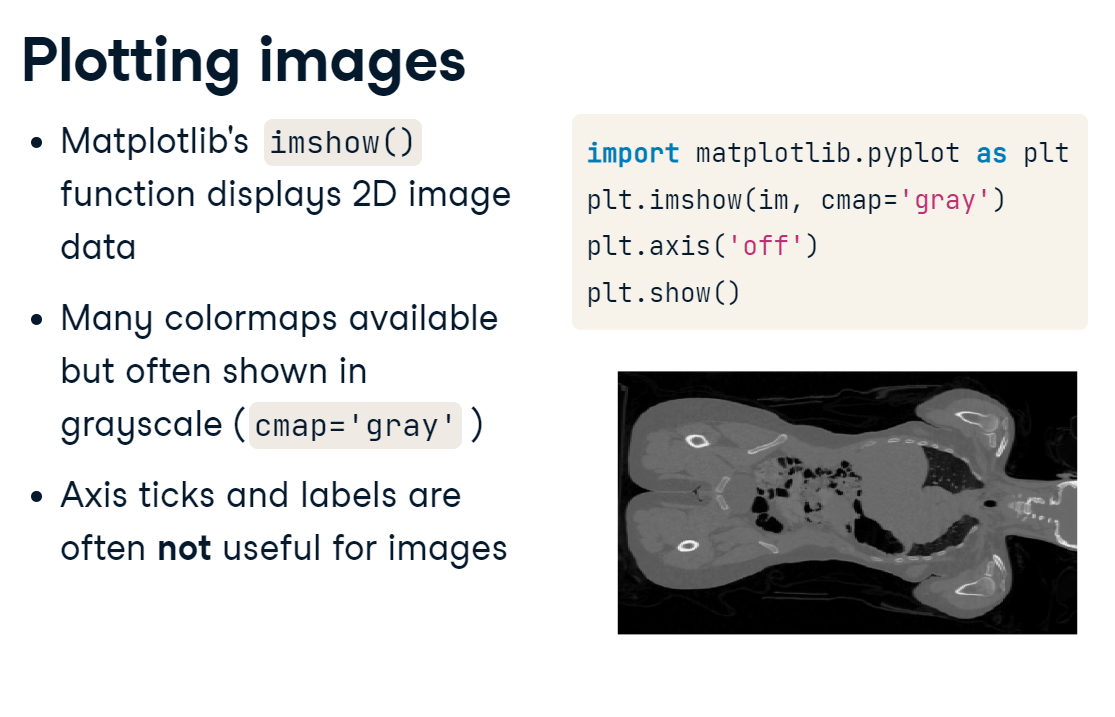 Plotting images
Matplotlib's imshow()
function displays 2D image
data
Many colormaps available
but often shown in
grayscale (cmap='gray' )
Axis ticks and labels are
often not useful for images
import matplotlib.pyplot as plt
plt.imshow(im, cmap='gray')
plt.axis('off')
plt.show()